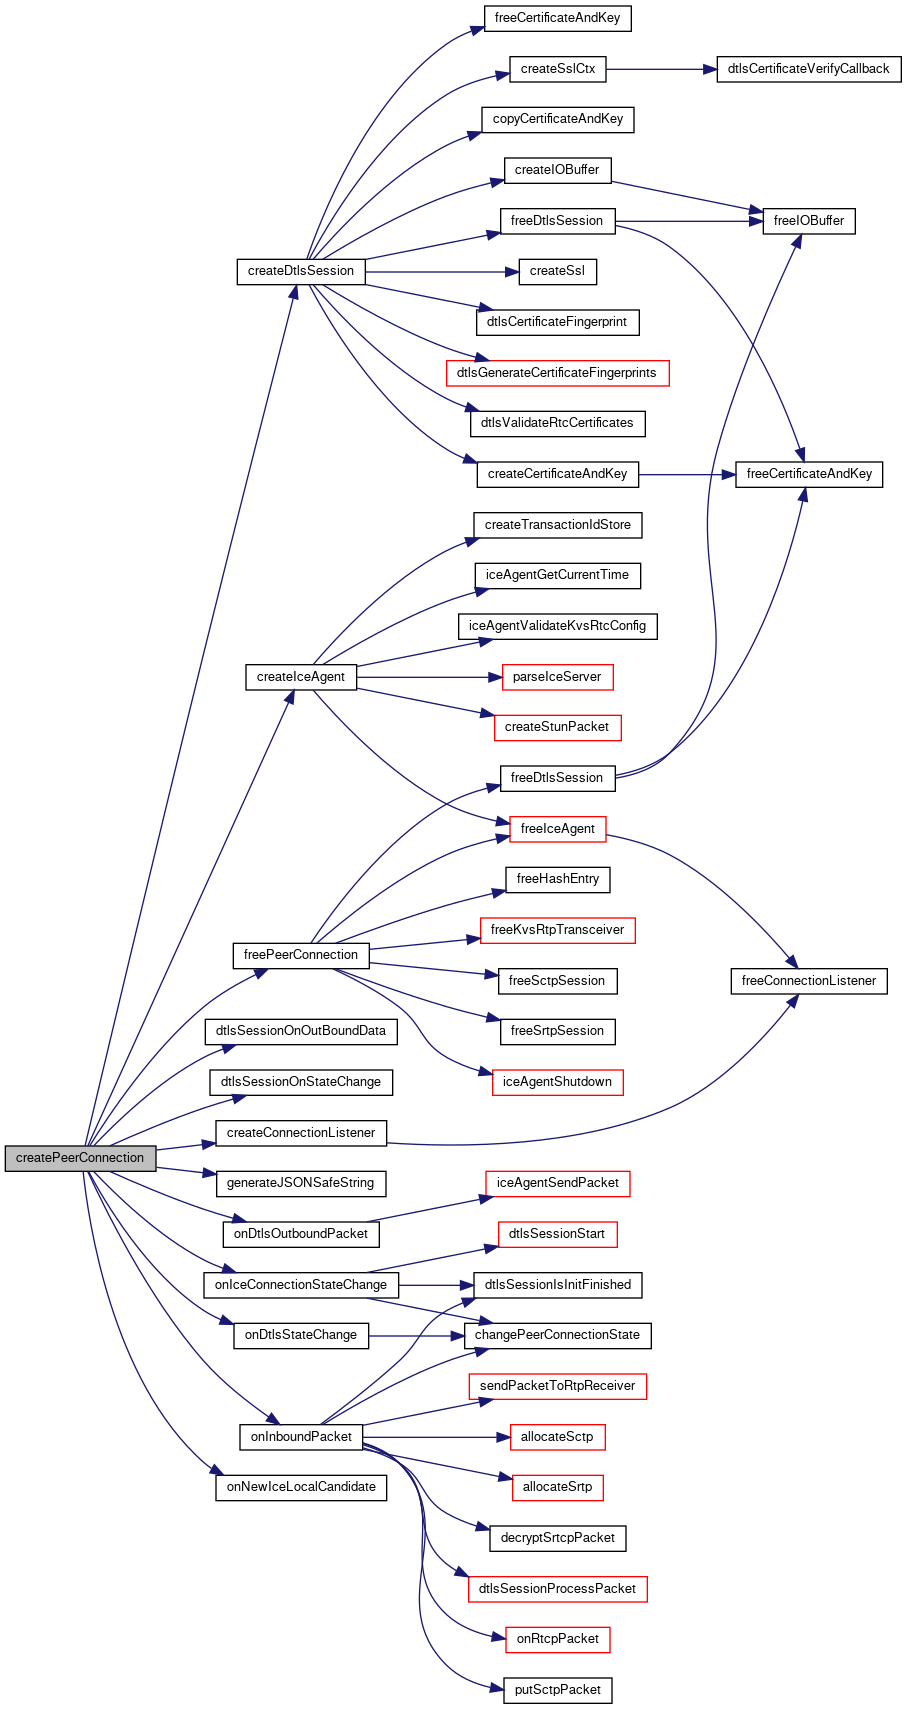 freeCertificateAndKey
createSslCtx
dtlsCertificateVerifyCallback
copyCertificateAndKey
createIOBuffer
freeDtlsSession
freeIOBuffer
createDtlsSession
createSsl
dtlsCertificateFingerprint
dtlsGenerateCertificateFingerprints
dtlsValidateRtcCertificates
createCertificateAndKey
freeCertificateAndKey
createTransactionIdStore
iceAgentGetCurrentTime
iceAgentValidateKvsRtcConfig
createIceAgent
parseIceServer
createStunPacket
freeDtlsSession
freeIceAgent
freeHashEntry
freeKvsRtpTransceiver
freePeerConnection
freeSctpSession
freeConnectionListener
dtlsSessionOnOutBoundData
freeSrtpSession
dtlsSessionOnStateChange
iceAgentShutdown
createConnectionListener
createPeerConnection
generateJSONSafeString
iceAgentSendPacket
onDtlsOutboundPacket
dtlsSessionStart
onIceConnectionStateChange
dtlsSessionIsInitFinished
onDtlsStateChange
changePeerConnectionState
sendPacketToRtpReceiver
onInboundPacket
allocateSctp
onNewIceLocalCandidate
allocateSrtp
decryptSrtcpPacket
dtlsSessionProcessPacket
onRtcpPacket
putSctpPacket